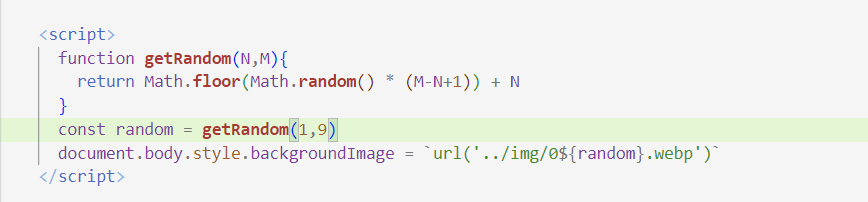 <script>
function getRandom(N,M){
return Math.floor(Math.random() * (M-N+1)) + N
}
const random = getRandom(1,9)
document.body.style.backgroundImage = `url('../img/0${random}.webp')`
</script>